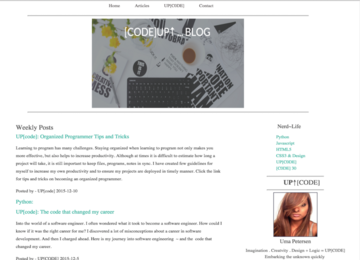 Home Articles UP[CODE] Contact
[CODE]UP! BLOG
Weekly Posts
UP[code]: Organized Programmer Tips and Tricks
Learning to program has many challenges. Staying organized when learning to program not only makes you
more effective, but also helps to increase productivity. Although at times it is difficult to estimate how long a
project will take, it is still important to keep files, programs, notes in sync. I have created few guidelines for
myself to increase my own productivity and to ensure my projects are deployed in timely manner. Click the link
for tips and tricks on becoming an organized programmer.
Posted by - UP[code] 2015-12-10
Python:
UP[code]: The code that changed my career
Into the world of a software engineer. I often wondered what it took to become a software engineer. How could I
know if it was the right career for me? I discovered a lot of misconceptions about a career in software
development. And thus I charged ahead. Here is my journey into software engineering ~ and the code that
changed my career.
Posted by - UP[CODE] 2015-12-9
Nerd~Life
Python
Javascript
HTML5
CSS3 & Design
UP[CODE]
[CODE] 30
UP![CODE]
Uma Petersen
Imagination . Creativity . Design + Logic = UP[CODE]
Embracing the unknown quickly